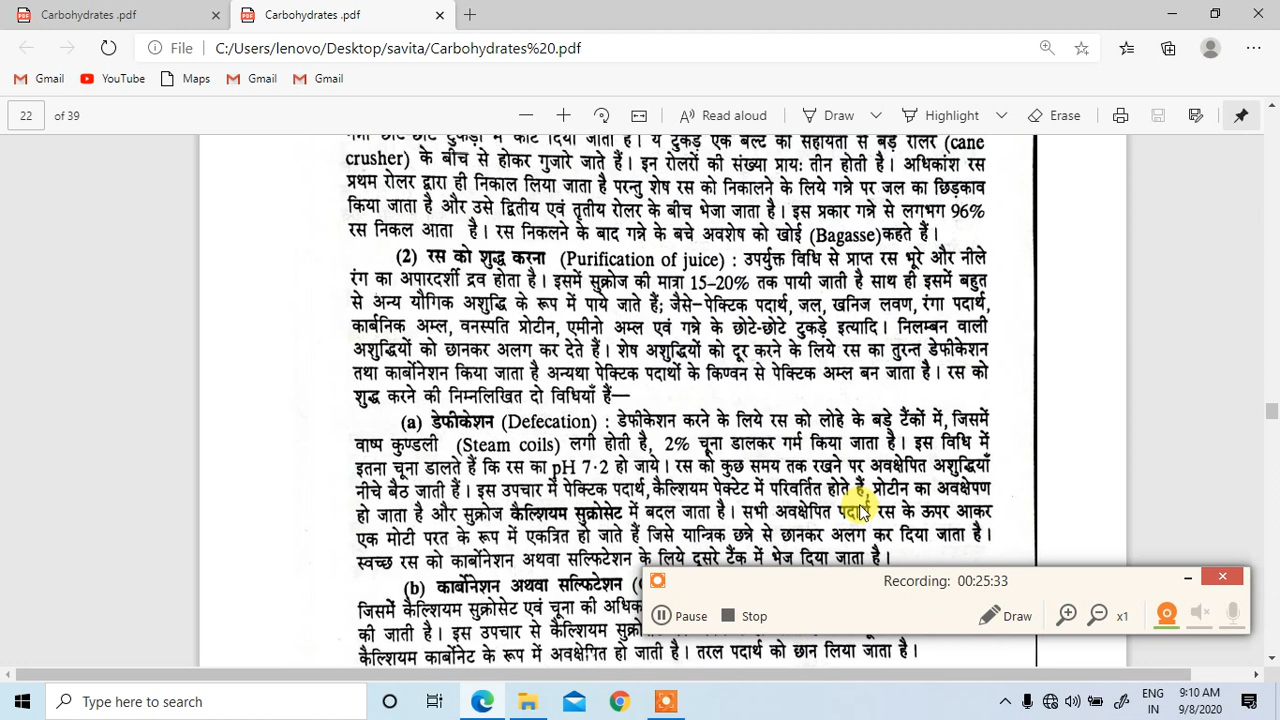 Carbohydrates .pdf
Carbohydrates .pdf
File C:/Users/lenovo/Desktop/savita/Carbohydrates%20.pdf
Gmail YouTube Maps Gmail Gmail
22 of 39 Read aloud Draw Highlight Erase
गन्ना छोटे-छोटे टुकड़ों में काट दिया जाता है। ये टुकड़े एक बेल्ट की सहायता से बड़े रोलर (cane
crusher) के बीच से होकर गुजारे जाते हैं। इन रोलरों की संख्या प्राय: तीन होती है। अधिकांश रस
प्रथम रोलर द्वारा ही निकाल लिया जाता है परन्तु शेष रस को निकालने के लिये गन्ने पर जल का छिड़काव
किया जाता है और उसे द्वितीय एवं तृतीय रोलर के बीच भेजा जाता है। इस प्रकार गन्ने से लगभग 96%
रस निकल आता है। रस निकलने के बाद गन्ने के बचे अवशेष को खोई (Bagasse)कहते हैं।
(2) रस को शुद्ध करना (Purification of juice) : उपर्युक्त विधि से प्राप्त रस भूरे और नीले
रंग का अपारदर्शी द्रव होता है। इसमें सुक्रोज की मात्रा 15–20% तक पायी जाती है साथ ही इसमें बहुत
से अन्य यौगिक अशुद्धि के रूप में पाये जाते हैं; जैसे–पेक्टिक पदार्थ, जल, खनिज लवण, रंगा पदार्थ,
कार्बनिक अम्ल, वनस्पति प्रोटीन, एमीनो अम्ल एवं गन्ने के छोटे-छोटे टुकड़े इत्यादि। निलम्बन वाली
अशुद्धियों को छानकर अलग कर देते हैं। शेष अशुद्धियों को दूर करने के लिये रस का तुरन्त डेफीकेशन
तथा कार्बोनेशन किया जाता है अन्यथा पेक्टिक पदार्थों के किण्वन से पेक्टिक अम्ल बन जाता है। रस को
शुद्ध करने की निम्नलिखित दो विधियाँ हैं—
(a) डेफीकेशन (Defecation) : डेफीकेशन करने के लिये रस को लोहे के बड़े टैंकों में, जिसमें
वाष्प कुण्डली (Steam coils) लगी होती है, 2% चूना डालकर गर्म किया जाता है। इस विधि में
इतना चूना डालते हैं कि रस का pH 7·2 हो जाये। रस को कुछ समय तक रखने पर अवक्षेपित अशुद्धियाँ
नीचे बैठ जाती हैं। इस उपचार में पेक्टिक पदार्थ, कैल्शियम पेक्टेट में परिवर्तित होते हैं, प्रोटीन का अवक्षेपण
हो जाता है और सुक्रोज कैल्शियम सुक्रोसेट में बदल जाता है। सभी अवक्षेपित पदार्थ रस के ऊपर आकर
एक मोटी परत के रूप में एकत्रित हो जाते हैं जिसे यान्त्रिक छन्ने से छानकर अलग कर दिया जाता है।
स्वच्छ रस को कार्बोनेशन अथवा सल्फिटेशन के लिये दूसरे टैंक में भेज दिया जाता है।
(b) कार्बोनेशन अथवा सल्फिटेशन
जिसमें कैल्शियम सुक्रोसेट एवं चूना की
की जाती है। इस उपचार से कैल्शियम
कैल्शियम कार्बोनेट के रूप में अवक्षेपित हो जाती है। तरल पदार्थ को छान लिया जाता है।
Recording: 00:25:33
Pause Stop Draw x1
Type here to search
ENG 9:10 AM
IN 9/8/2020